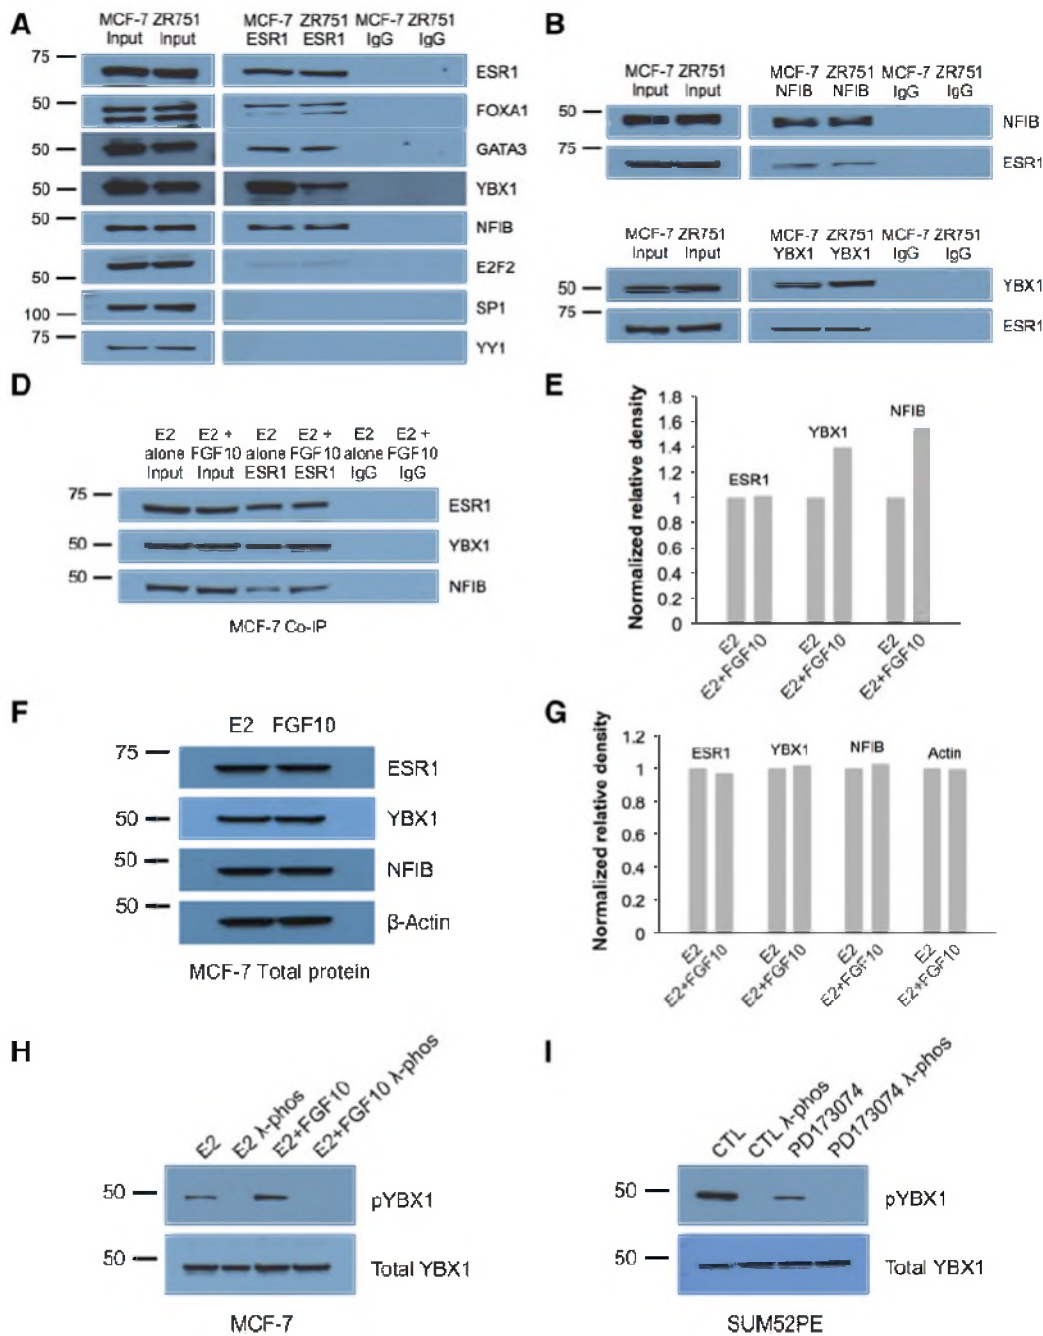 A
MCF-7 ZR751 MCF-7 ZR751 MCF-7 ZR751
Input Input ESR1 ESR1 IgG IgG
75
ESR1
50
FOXA1
50
GATA3
50
YBX1
50
NFIB
50
E2F2
100
SP1
75
YY1
B
MCF-7 ZR751 MCF-7 ZR751 MCF-7 ZR751
Input Input NFIB NFIB IgG IgG
50
NFIB
75
ESR1
MCF-7 ZR751 MCF-7 ZR751 MCF-7 ZR751
Input Input YBX1 YBX1 IgG IgG
50
YBX1
75
ESR1
D
E2 E2 + E2 E2 + E2 E2 +
alone FGF10 alone FGF10 alone FGF10
Input Input ESR1 ESR1 IgG IgG
75
ESR1
50
YBX1
50
NFIB
MCF-7 Co-IP
E
Normalized relative density
1.8
1.6
1.4
1.2
1
0.8
0.6
0.4
0.2
0
ESR1
YBX1
NFIB
E2
E2+FGF10
E2
E2+FGF10
E2
E2+FGF10
F
E2 FGF10
75
ESR1
50
YBX1
50
NFIB
50
β-Actin
MCF-7 Total protein
G
Normalized relative density
1.2
1
0.8
0.6
0.4
0.2
0
ESR1
YBX1
NFIB
Actin
E2
E2+FGF10
E2
E2+FGF10
E2
E2+FGF10
E2
E2+FGF10
H
E2
E2 λ-phos
E2+FGF10
E2+FGF10 λ-phos
50
pYBX1
50
Total YBX1
MCF-7
I
CTL
CTL λ-phos
PD173074
PD173074 λ-phos
50
pYBX1
50
Total YBX1
SUM52PE